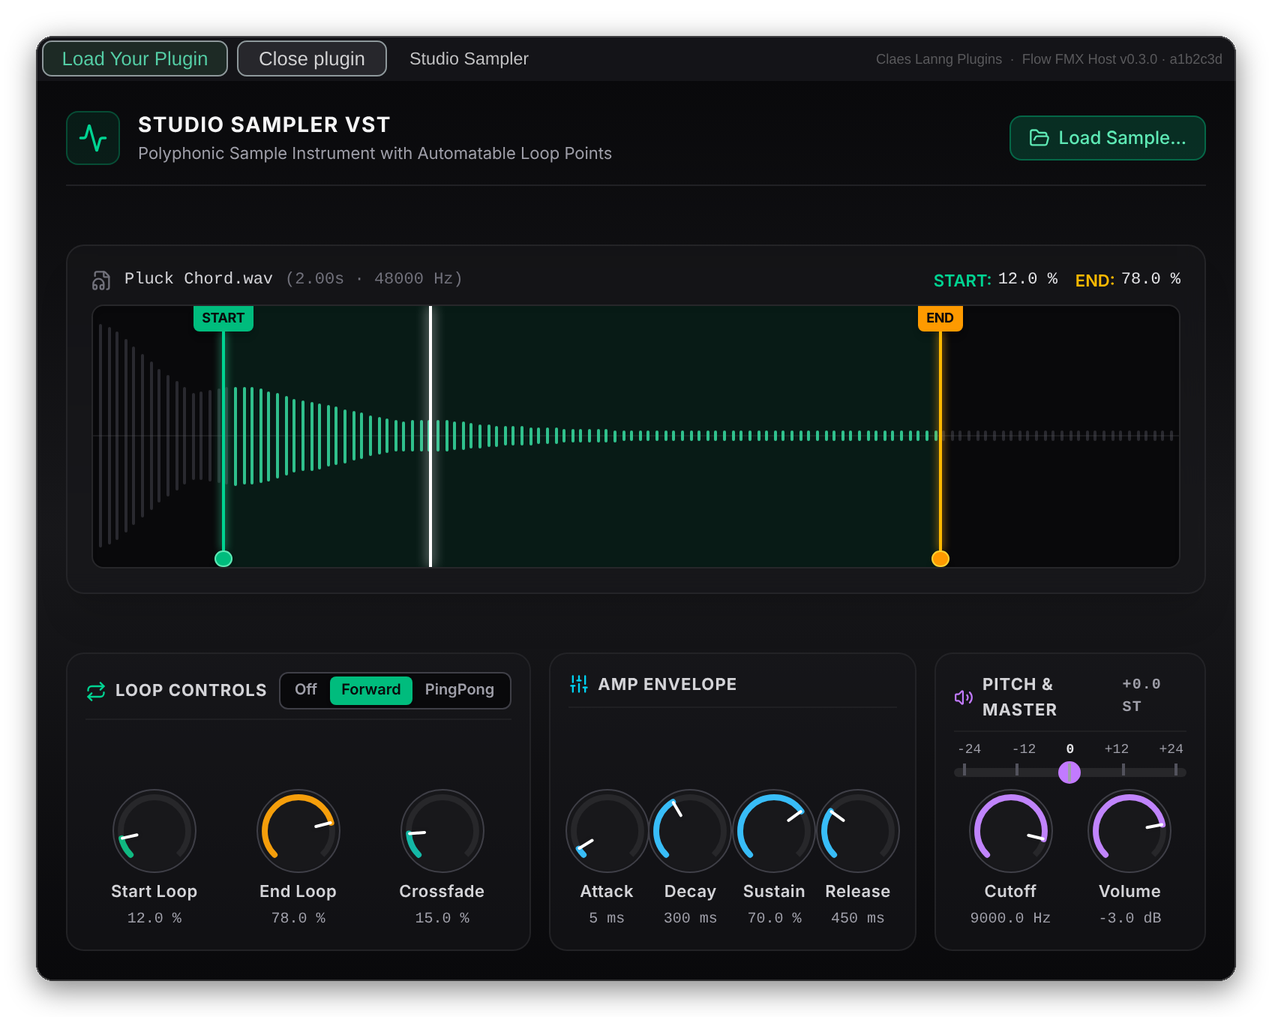 Load Your Plugin
Close plugin
Studio Sampler
Claes Lanng Plugins · Flow FMX Host v0.3.0 · a1b2c3d
STUDIO SAMPLER VST
Polyphonic Sample Instrument with Automatable Loop Points
Load Sample...
Pluck Chord.wav (2.00s · 48000 Hz)
START: 12.0 % END: 78.0 %
START
END
LOOP CONTROLS
Off Forward PingPong
Start Loop
12.0 %
End Loop
78.0 %
Crossfade
15.0 %
AMP ENVELOPE
Attack
5 ms
Decay
300 ms
Sustain
70.0 %
Release
450 ms
PITCH &
MASTER
+0.0
ST
-24 -12 0 +12 +24
Cutoff
9000.0 Hz
Volume
-3.0 dB